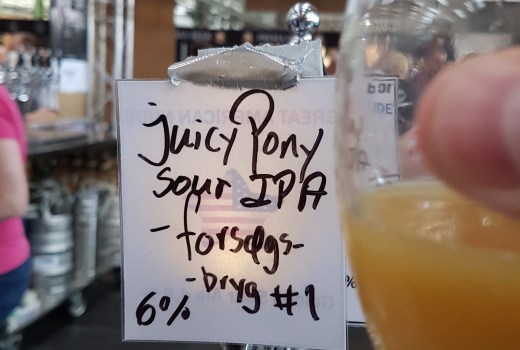 juicy Pony
sour IPA
- forsøgs-
- bryg #1
6%